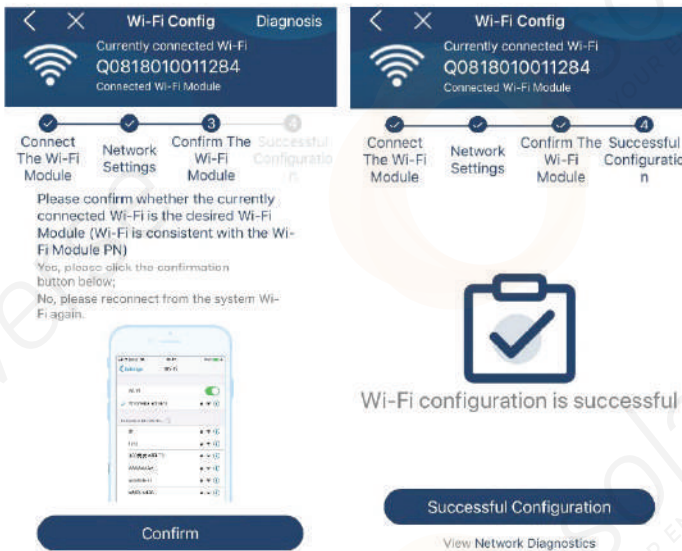 Wi-Fi Config Diagnosis
Currently connected Wi-Fi
Q0818010011284
Connected Wi-Fi Module
3
4
Connect
The Wi-Fi
Module
Network
Settings
Confirm The
Wi-Fi
Module
Successful
Configuratio
n
Please confirm whether the currently
connected Wi-Fi is the desired Wi-Fi
Module (Wi-Fi is consistent with the Wi-
Fi Module PN)
Yes, please click the confirmation
button below;
No, please reconnect from the system Wi-
Fi again.
Confirm
Wi-Fi Config
Currently connected Wi-Fi
Q0818010011284
Connected Wi-Fi Module
4
Connect
The Wi-Fi
Module
Network
Settings
Confirm The
Wi-Fi
Module
Successful
Configuratio
n
Wi-Fi configuration is successful
Successful Configuration
View Network Diagnostics